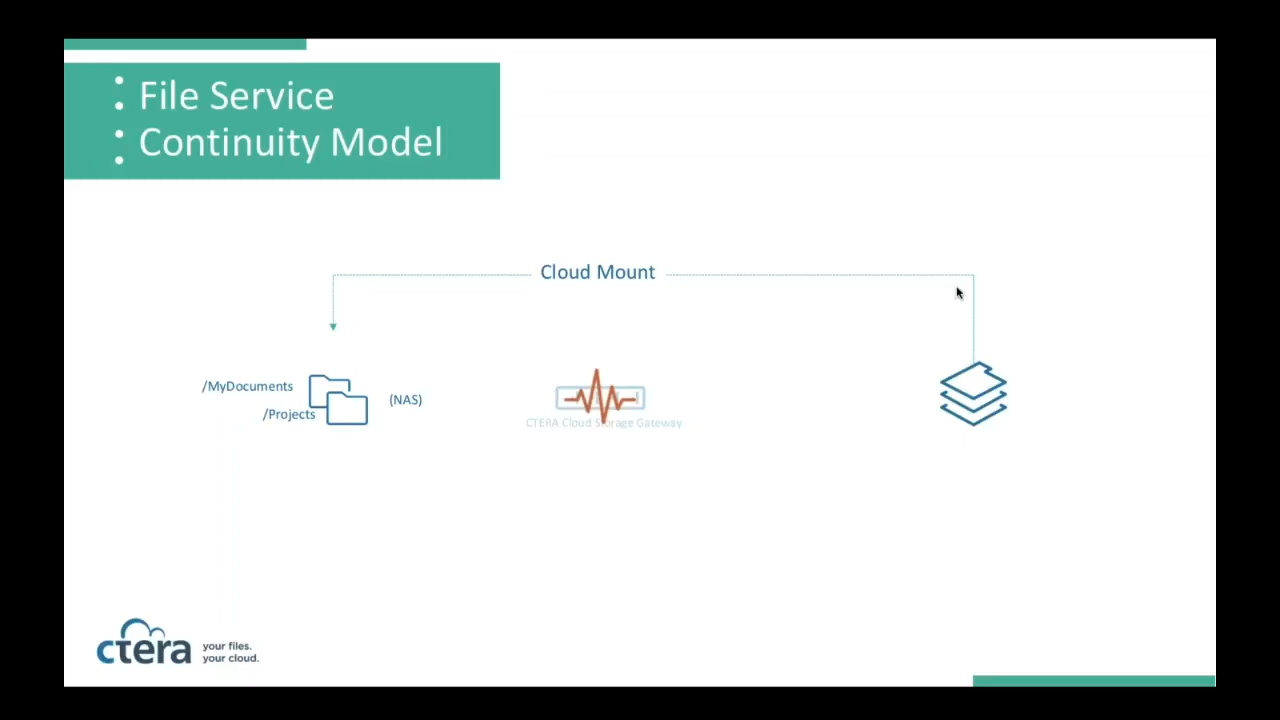 File Service
Continuity Model
Cloud Mount
/MyDocuments
(NAS)
/Projects
CTERA Cloud Storage Gateway
ctera
your files.
your cloud.